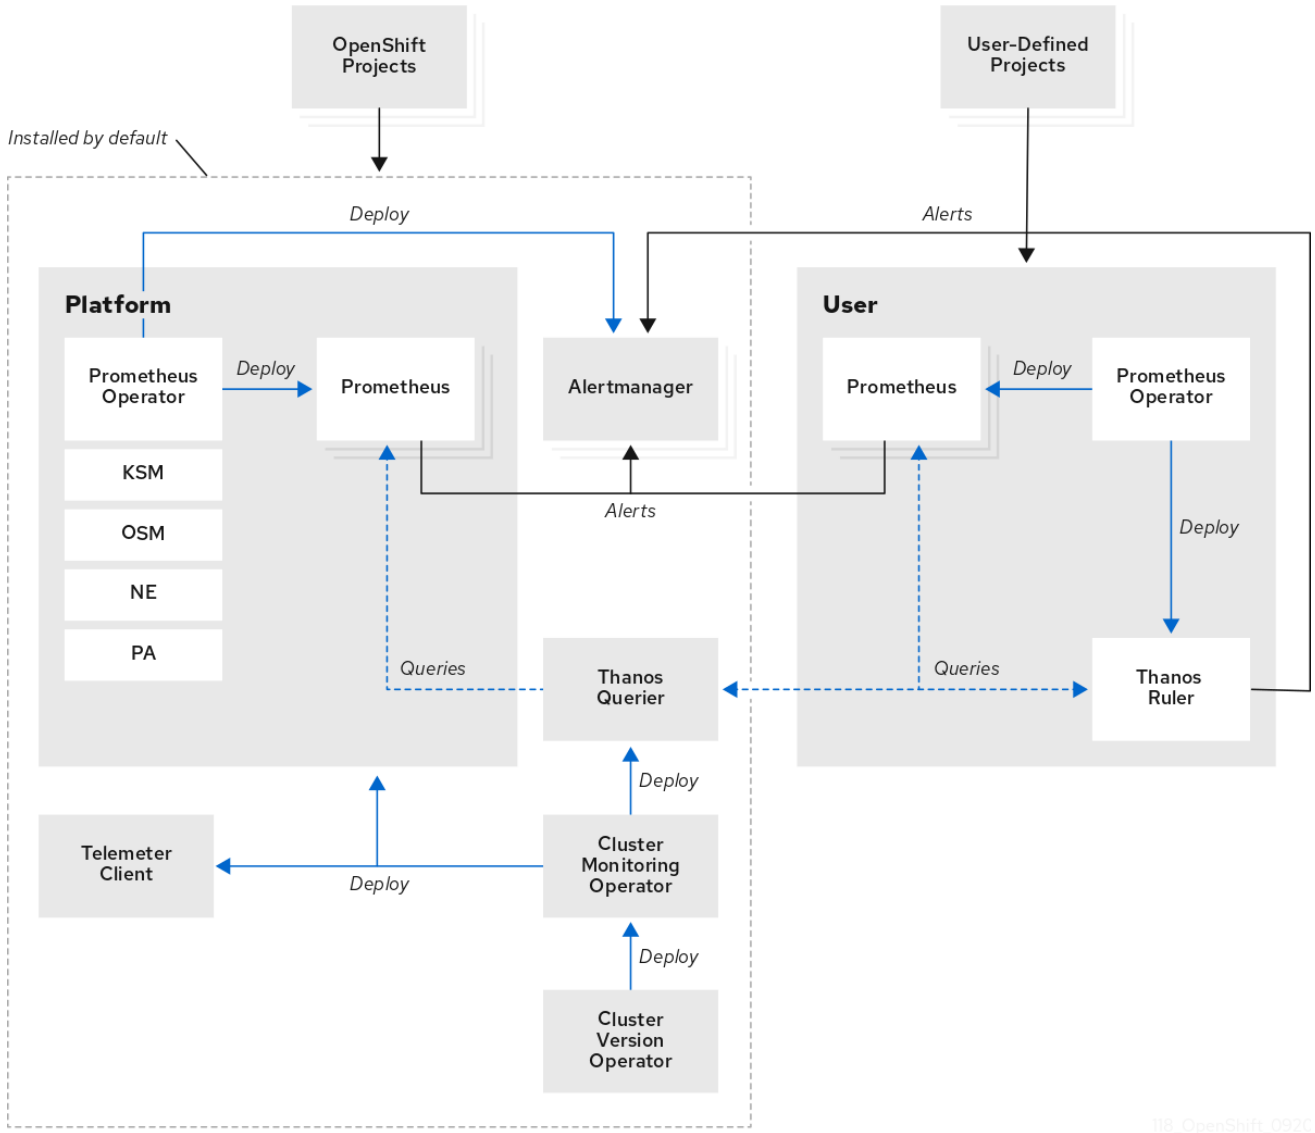 OpenShift
Projects
User-Defined
Projects
Installed by default
Deploy
Alerts
Platform
User
Prometheus
Operator
Deploy
Prometheus
Alertmanager
Prometheus
Deploy
Prometheus
Operator
KSM
OSM
NE
PA
Alerts
Deploy
Queries
Thanos
Querier
Queries
Thanos
Ruler
Deploy
Telemeter
Client
Deploy
Cluster
Monitoring
Operator
Deploy
Cluster
Version
Operator
118_OpenShift_0920